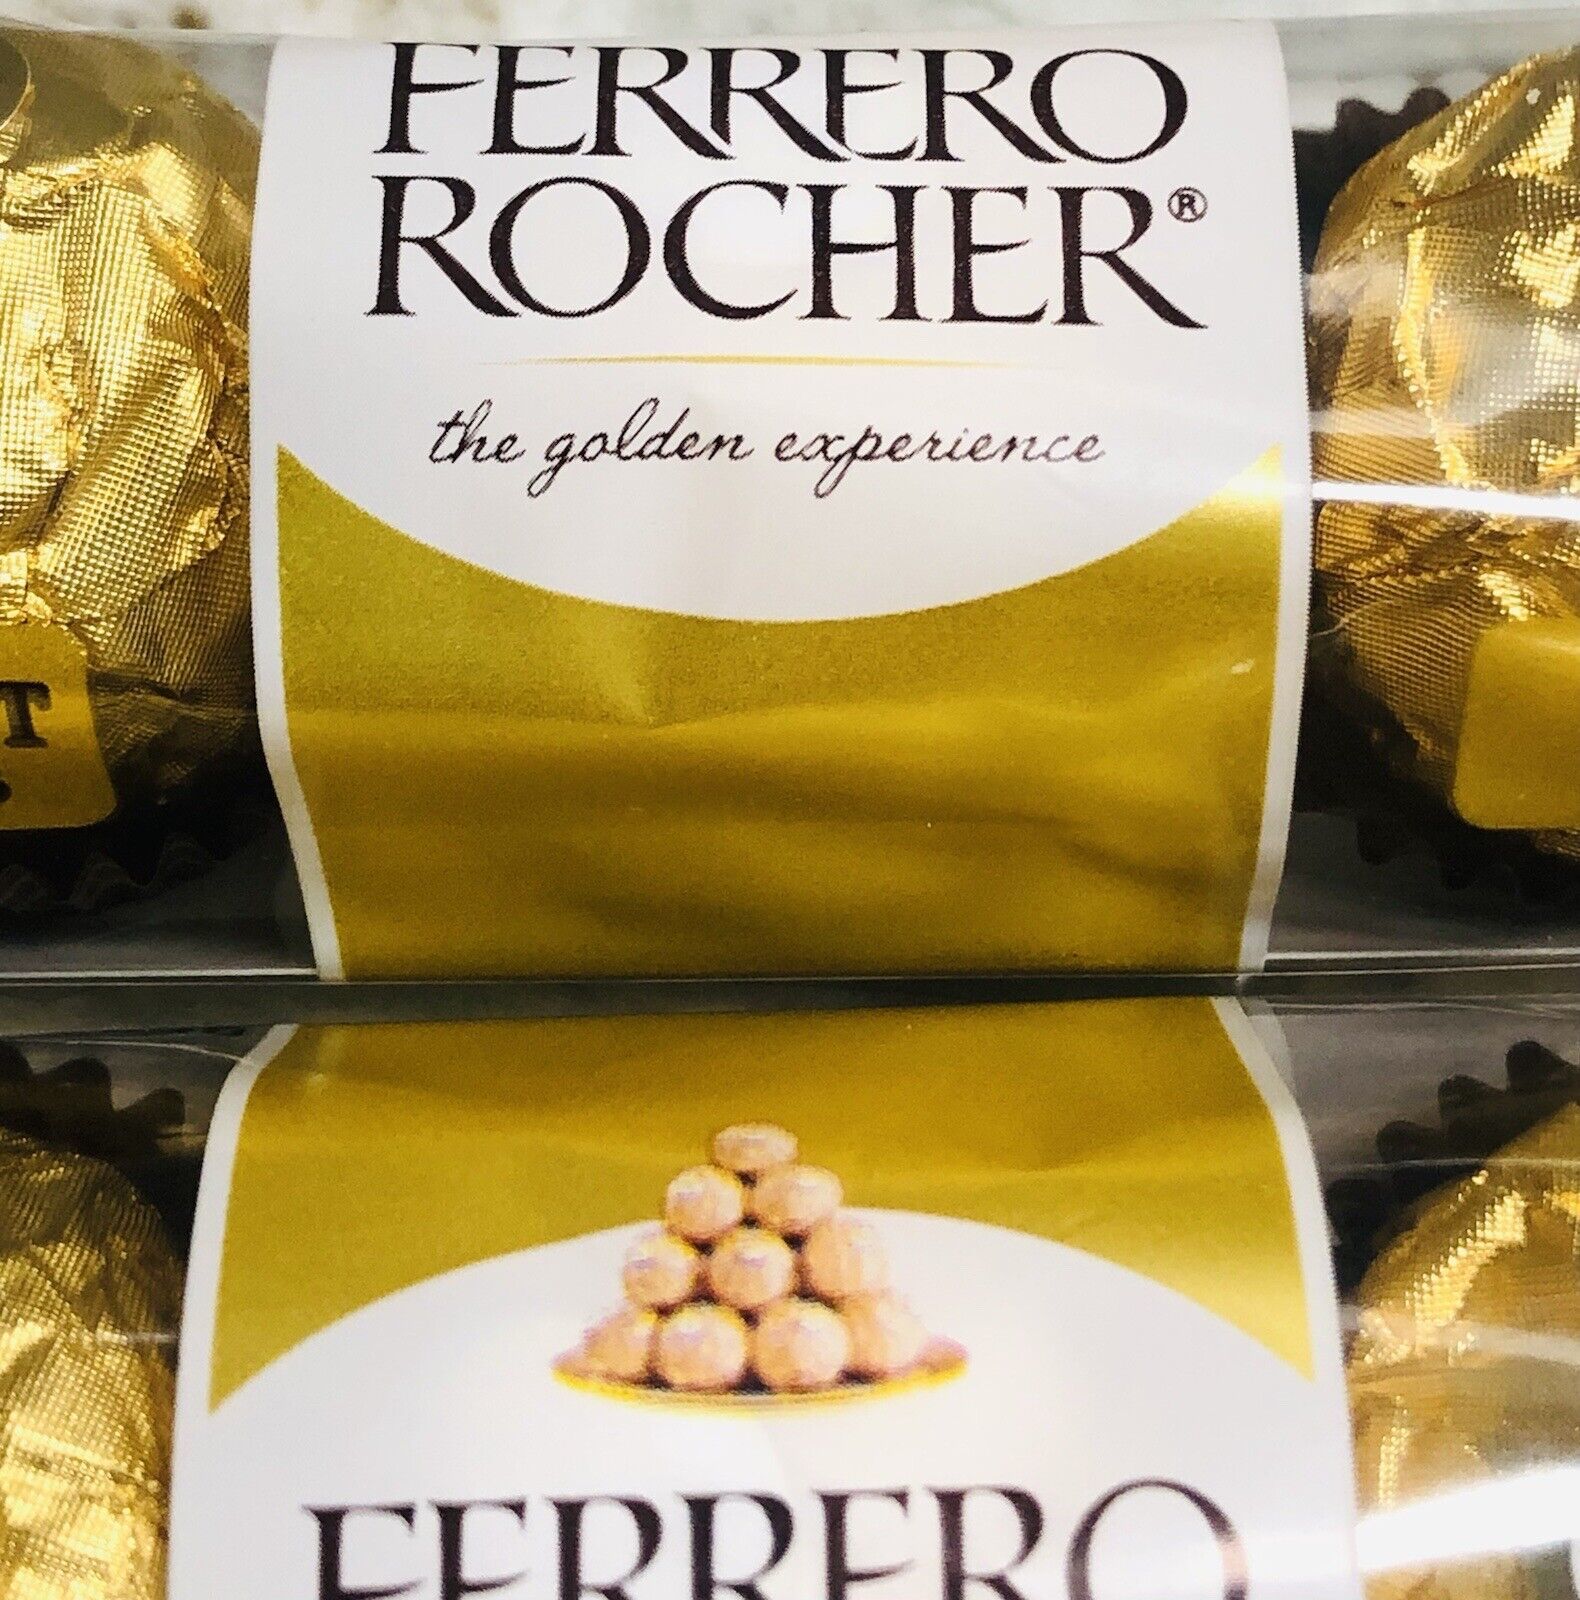 FERRERO
ROCHER®
the golden experience
T
FERRERO